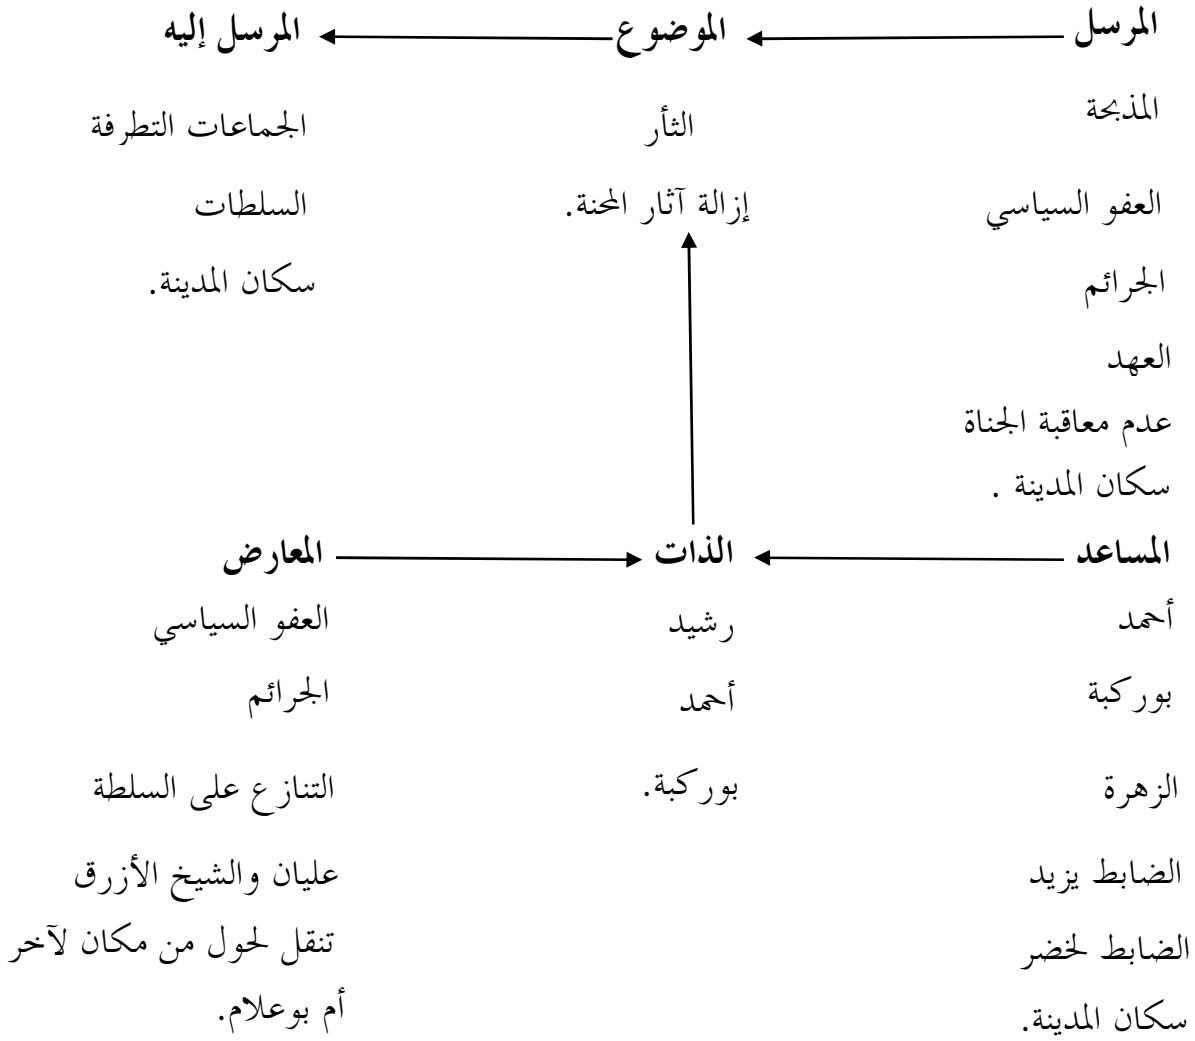 المرسل
الموضوع
المرسل إليه
المذبحة
الثأر
الجماعات التطرفة
العفو السياسي
إزالة آثار المحنة.
السلطات
الجرائم
سكان المدينة.
العهد
عدم معاقبة الجناة
سكان المدينة .
المساعد
الذات
المعارض
أحمد
رشيد
العفو السياسي
بوركبة
أحمد
الجرائم
الزهرة
بوركبة.
التنازع على السلطة
الضابط يزيد
عليان والشيخ الأزرق
الضابط لخضر
تنقل لحول من مكان لآخر
سكان المدينة.
أم بوعلام.